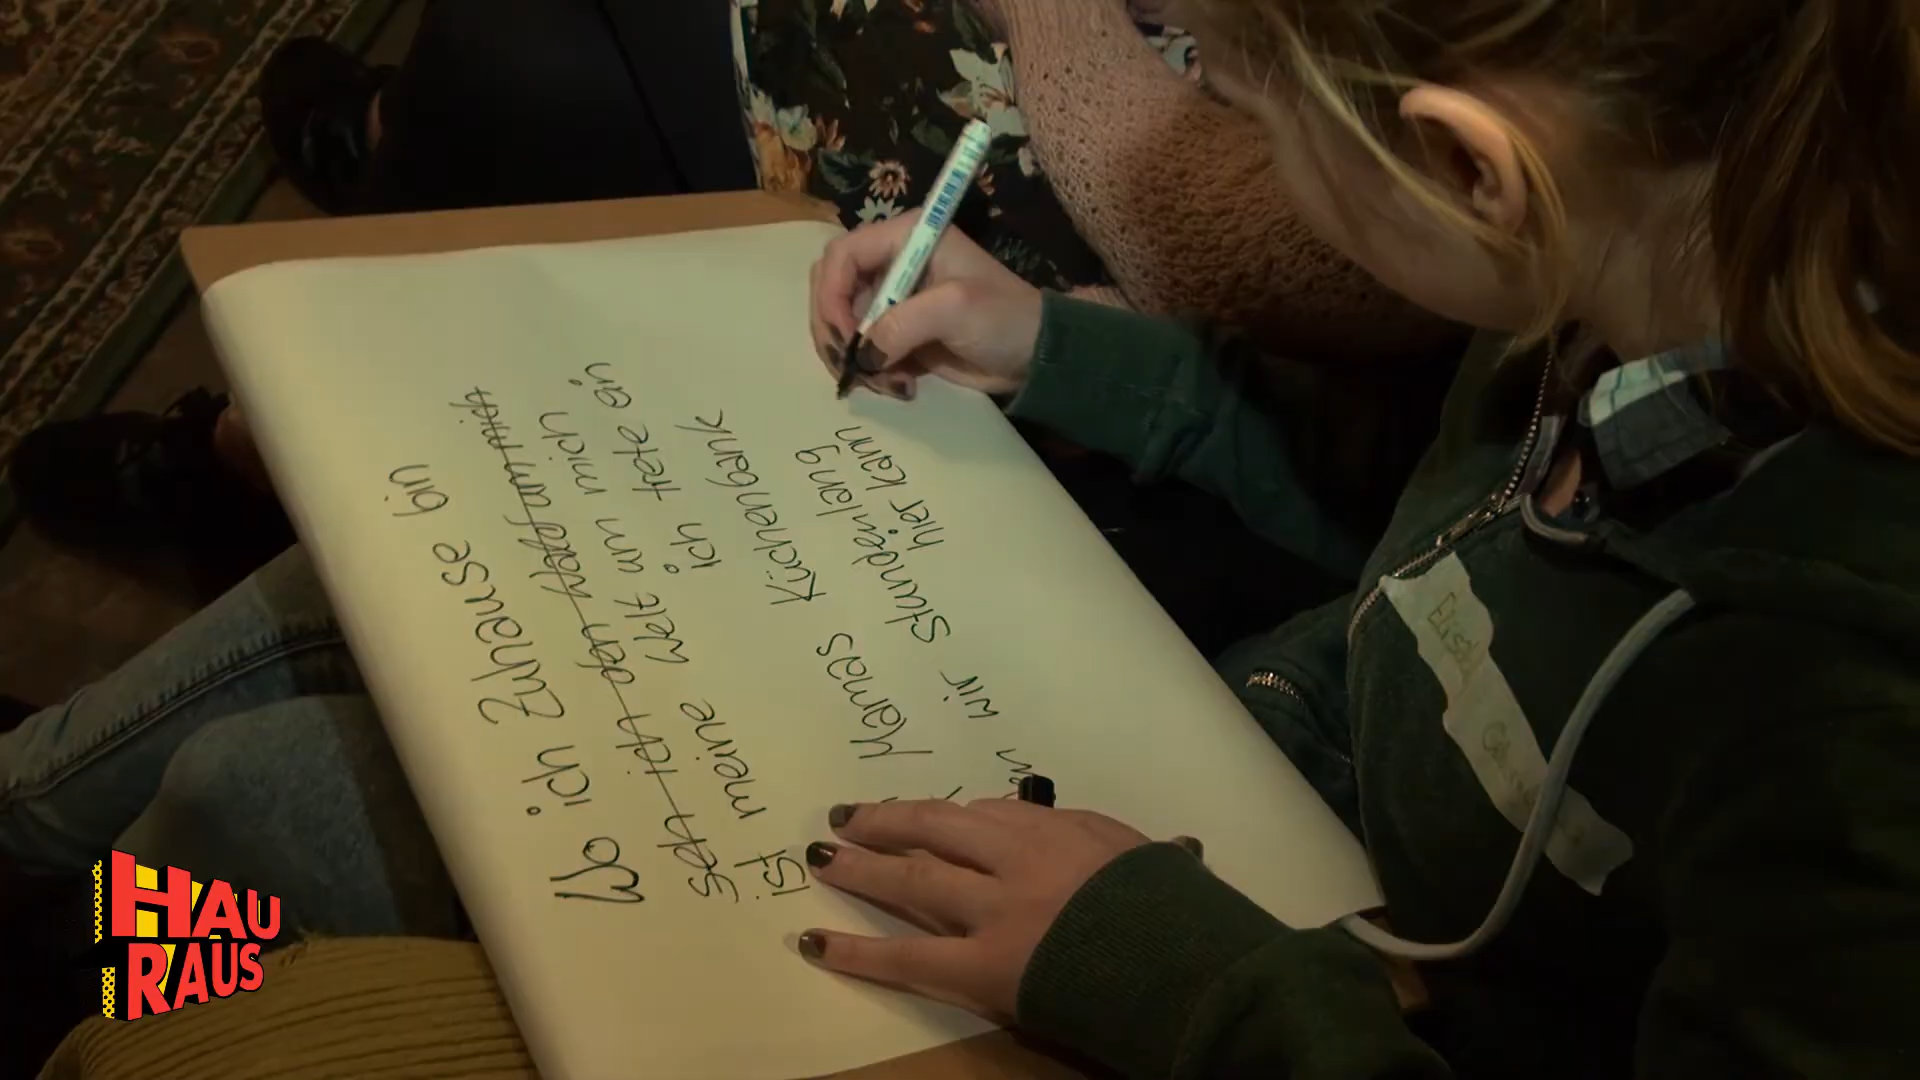 Wo ich Zuhause bin
seh ich den Wald um mich
ist meine Welt um mich
ich trete ein
Mamas Küchenbank
wir stundenlang
hier kann
HAU
RAUS